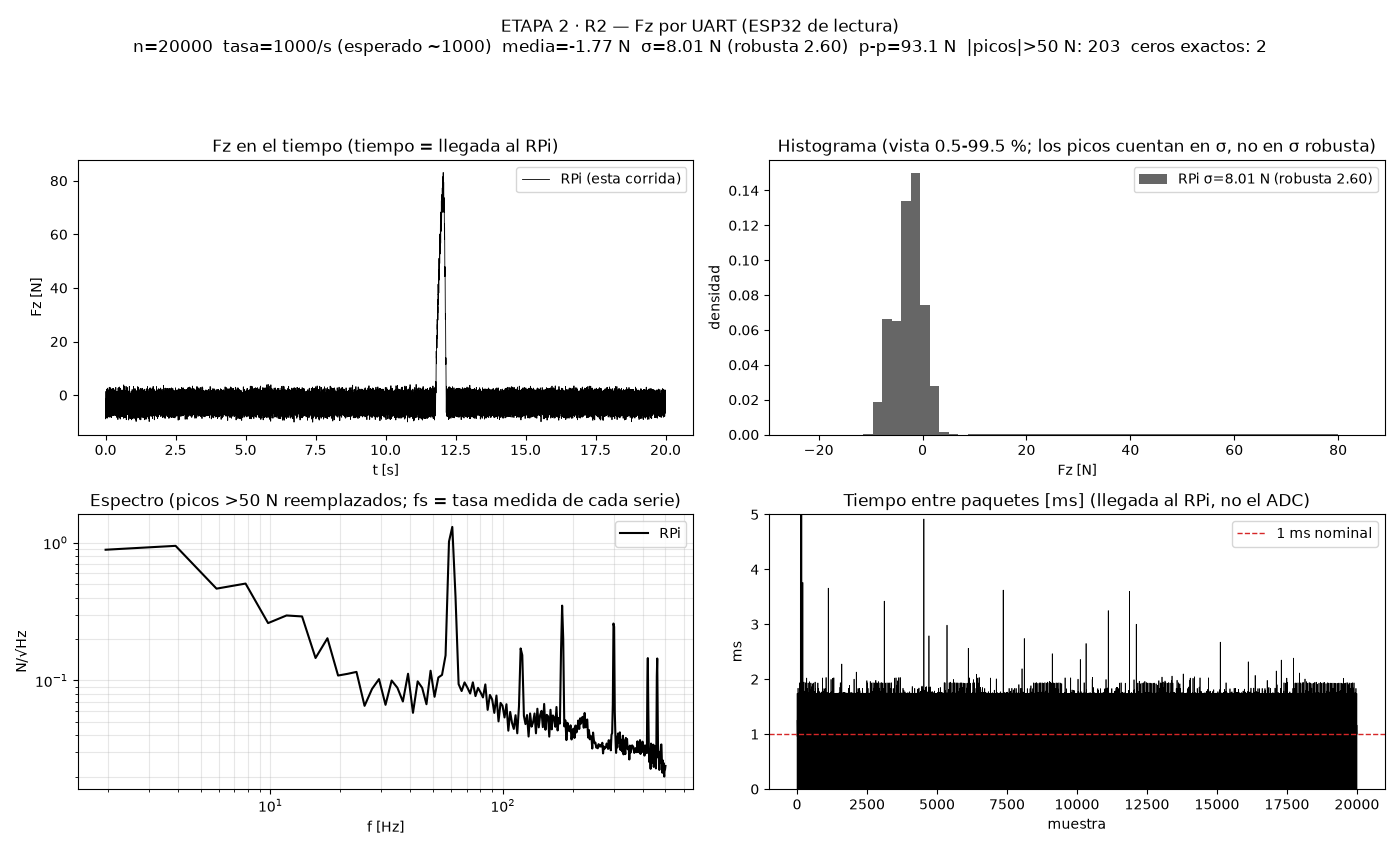 ETAPA 2 · R2 — Fz por UART (ESP32 de lectura)
n=20000  tasa=1000/s (esperado ~1000)  media=-1.77 N  σ=8.01 N (robusta 2.60)  p-p=93.1 N  |picos|>50 N: 203  ceros exactos: 2
Fz en el tiempo (tiempo = llegada al RPi)
RPi (esta corrida)
Fz [N]
80
60
40
20
0
0.0 2.5 5.0 7.5 10.0 12.5 15.0 17.5 20.0
t [s]
Histograma (vista 0.5-99.5 %; los picos cuentan en σ, no en σ robusta)
RPi σ=8.01 N (robusta 2.60)
densidad
0.14
0.12
0.10
0.08
0.06
0.04
0.02
0.00
−20 0 20 40 60 80
Fz [N]
Espectro (picos >50 N reemplazados; fs = tasa medida de cada serie)
RPi
N/√Hz
10⁰
10⁻¹
10¹ 10²
f [Hz]
Tiempo entre paquetes [ms] (llegada al RPi, no el ADC)
1 ms nominal
ms
5
4
3
2
1
0
0 2500 5000 7500 10000 12500 15000 17500 20000
muestra